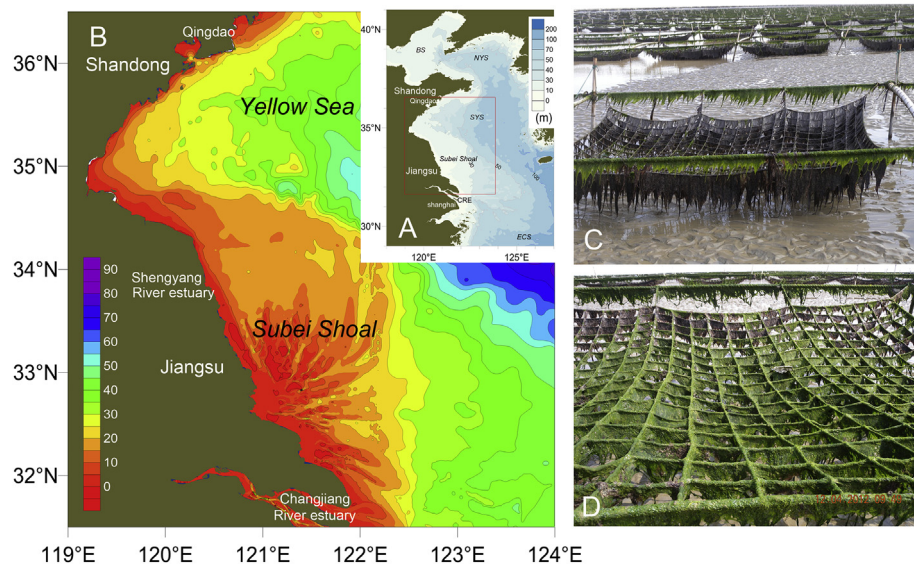 B
Qingdao
Shandong
Yellow Sea
Shengyang
River estuary
Subei Shoal
Jiangsu
Changjiang
River estuary
36°N
35°N
34°N
33°N
32°N
119°E
120°E
121°E
122°E
123°E
124°E
90
80
70
60
50
40
30
20
10
0
A
40°N
35°N
30°N
120°E
125°E
BS
NYS
Shandong
Qingdao
SYS
Subei Shoal
Jiangsu
CRE
shanghai
ECS
50
100
200
100
70
50
40
30
10
0
(m)
C
D